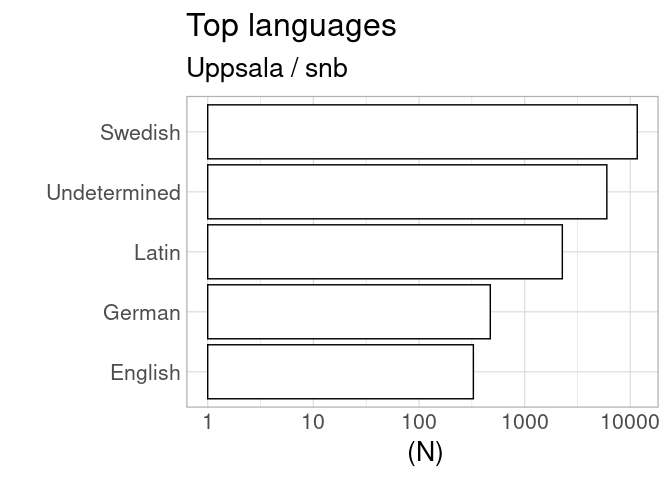 Top languages
Uppsala / snb
Swedish
Undetermined
Latin
German
English
1 10 100 1000 10000
(N)